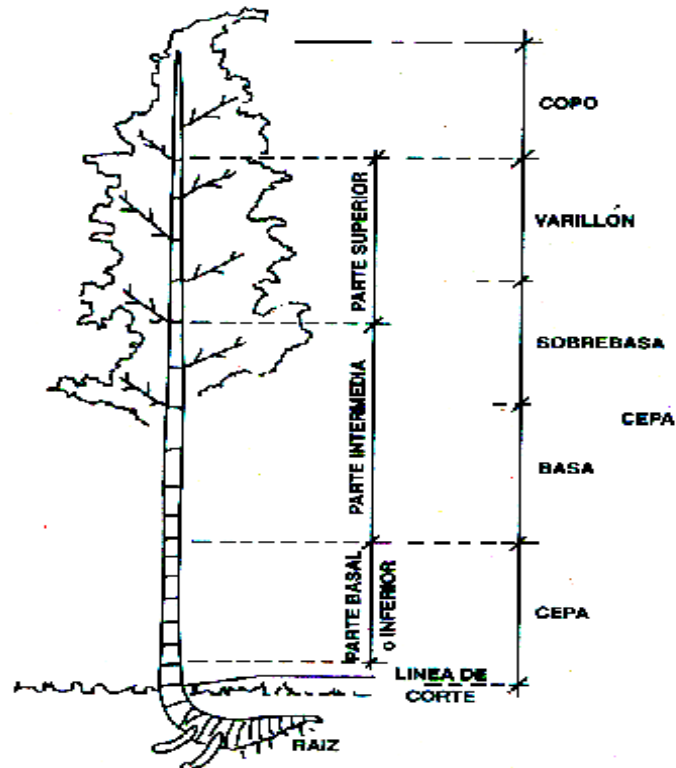 COPO
VARILLÓN
SOBREBASA
CEPA
BASA
CEPA
PARTE SUPERIOR
PARTE INTERMEDIA
PARTE BASAL
o INFERIOR
LINEA DE
CORTE
RAIZ